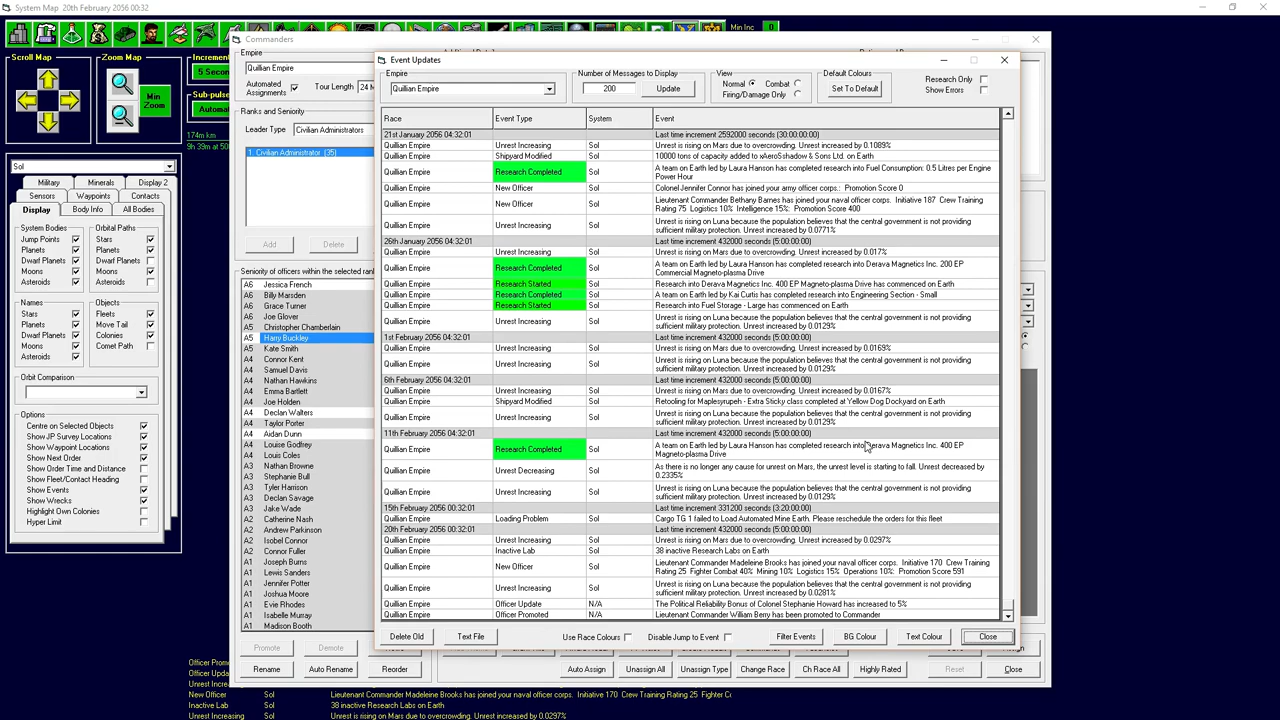 System Map   20th February 2056 00:32
Min Inc
Scroll Map
Zoom Map
Min
Zoom
5 Secon
Sub-pulse
Automa
174m km
Sol
Military Minerals Display 2
Sensors Waypoints Contacts
Display Body Info All Bodies
System Bodies Orbital Paths
Jump Points Stars
Planets Planets
Dwarf Planets Dwarf Planets
Moons Moons
Asteroids Asteroids
Names Objects
Stars Fleets
Planets Move Tail
Dwarf Planets Colonies
Moons Comet Path
Asteroids
Orbit Comparison
Options
Centre on Selected Objects
Show JP Survey Locations
Show Waypoint Locations
Show Next Order
Show Order Time and Distance
Show Fleet/Contact Heading
Show Events
Show Wrecks
Highlight Own Colonies
Hyper Limit
Commanders
Empire
Quillian Empire
Automated
Assignments
Tour Length 24 M
Ranks and Seniority
Leader Type Civilian Administrators
1. Civilian Administrator (35)
Add Delete
Seniority of officers within the selected rank
A6 Jessica French
A6 Billy Marsden
A6 Grace Turner
A6 Joe Glover
A5 Christopher Chamberlain
A5 Harry Buckley
A5 Kate Smith
A4 Connor Kent
A4 Samuel Davis
A4 Nathan Hawkins
A4 Emma Bartlett
A4 Joe Holden
A4 Declan Walters
A4 Taylor Porter
A4 Aidan Dunn
A4 Louise Godfrey
A4 Louis Coles
A3 Nathan Browne
A3 Stephanie Bull
A3 Tyler Harrison
A3 Declan Savage
A3 Jake Wade
A2 Catherine Nash
A2 Andrew Parkinson
A2 Isobel Connor
A2 Connor Fuller
A1 Joseph Burns
A1 Lewis Sanders
A1 Jennifer Potter
A1 Joshua Moore
A1 Evie Rhodes
A1 Isabelle Murray
A1 Madison Booth
Promote Demote
Rename Auto Rename Reorder Auto Assign Unassign All Unassign Type Change Race Ch Race All Highly Rated Reset Close
Event Updates
Empire
Quillian Empire
Number of Messages to Display
200 Update
View
Normal Combat
Firing/Damage Only
Default Colours
Set To Default
Research Only
Show Errors
Race Event Type System Event
21st January 2056 04:32:01 Last time increment 2592000 seconds (30:00:00:00)
Quillian Empire Unrest Increasing Sol Unrest is rising on Mars due to overcrowding. Unrest increased by 0.1089%
Quillian Empire Shipyard Modified Sol 10000 tons of capacity added to xAeroSshadow & Sons Ltd. on Earth
Quillian Empire Research Completed Sol A team on Earth led by Laura Hanson has completed research into Fuel Consumption: 0.5 Litres per Engine
Power Hour
Quillian Empire New Officer Sol Colonel Jennifer Connor has joined your army officer corps.: Promotion Score 0
Quillian Empire New Officer Sol Lieutenant Commander Bethany Barnes has joined your naval officer corps. Initiative 187 Crew Training
Rating 75 Logistics 10% Intelligence 15%: Promotion Score 400
Quillian Empire Unrest Increasing Sol Unrest is rising on Luna because the population believes that the central government is not providing
sufficient military protection. Unrest increased by 0.0771%
26th January 2056 04:32:01 Last time increment 432000 seconds (5:00:00:00)
Quillian Empire Unrest Increasing Sol Unrest is rising on Mars due to overcrowding. Unrest increased by 0.017%
Quillian Empire Research Completed Sol A team on Earth led by Laura Hanson has completed research into Derava Magnetics Inc. 200 EP
Commercial Magneto-plasma Drive
Quillian Empire Research Started Sol Research into Derava Magnetics Inc. 400 EP Magneto-plasma Drive has commenced on Earth
Quillian Empire Research Completed Sol A team on Earth led by Kai Curtis has completed research into Engineering Section - Small
Quillian Empire Research Started Sol Research into Fuel Storage - Large has commenced on Earth
Quillian Empire Unrest Increasing Sol Unrest is rising on Luna because the population believes that the central government is not providing
sufficient military protection. Unrest increased by 0.0129%
1st February 2056 04:32:01 Last time increment 432000 seconds (5:00:00:00)
Quillian Empire Unrest Increasing Sol Unrest is rising on Mars due to overcrowding. Unrest increased by 0.0169%
Quillian Empire Unrest Increasing Sol Unrest is rising on Luna because the population believes that the central government is not providing
sufficient military protection. Unrest increased by 0.0129%
6th February 2056 04:32:01 Last time increment 432000 seconds (5:00:00:00)
Quillian Empire Unrest Increasing Sol Unrest is rising on Mars due to overcrowding. Unrest increased by 0.0167%
Quillian Empire Shipyard Modified Sol Retooling for Maplesyrupeh - Extra Sticky class completed at Yellow Dog Dockyard on Earth
Quillian Empire Unrest Increasing Sol Unrest is rising on Luna because the population believes that the central government is not providing
sufficient military protection. Unrest increased by 0.0129%
11th February 2056 04:32:01 Last time increment 432000 seconds (5:00:00:00)
Quillian Empire Research Completed Sol A team on Earth led by Laura Hanson has completed research into Derava Magnetics Inc. 400 EP
Magneto-plasma Drive
Quillian Empire Unrest Decreasing Sol As there is no longer any cause for unrest on Mars, the unrest level is starting to fall. Unrest decreased by
0.2335%
Quillian Empire Unrest Increasing Sol Unrest is rising on Luna because the population believes that the central government is not providing
sufficient military protection. Unrest increased by 0.0129%
15th February 2056 00:32:01 Last time increment 331200 seconds (3:20:00:00)
Quillian Empire Loading Problem Sol Cargo TG 1 failed to Load Automated Mine Earth. Please reschedule the orders for this fleet
20th February 2056 00:32:01 Last time increment 432000 seconds (5:00:00:00)
Quillian Empire Unrest Increasing Sol Unrest is rising on Mars due to overcrowding. Unrest increased by 0.0297%
Quillian Empire Inactive Lab Sol 38 inactive Research Labs on Earth
Quillian Empire New Officer Sol Lieutenant Commander Madeleine Brooks has joined your naval officer corps. Initiative 170 Crew Training
Rating 25 Fighter Combat 40% Mining 10% Logistics 15% Operations 10%: Promotion Score 591
Quillian Empire Unrest Increasing Sol Unrest is rising on Luna because the population believes that the central government is not providing
sufficient military protection. Unrest increased by 0.0281%
Quillian Empire Officer Update N/A The Political Reliability Bonus of Colonel Stephanie Howard has increased to 5%
Quillian Empire Officer Promoted N/A Lieutenant Commander William Berry has been promoted to Commander
Delete Old Text File Use Race Colours Disable Jump to Event Filter Events BG Colour Text Colour Close
Officer Prom
Officer Upda
Unrest Incre
New Officer Sol Lieutenant Commander Madeleine Brooks has joined your naval officer corps. Initiative 170 Crew Training Rating 25 Fighter Cc
Inactive Lab Sol 38 inactive Research Labs on Earth
Unrest Increasing Sol Unrest is rising on Mars due to overcrowding. Unrest increased by 0.0297%